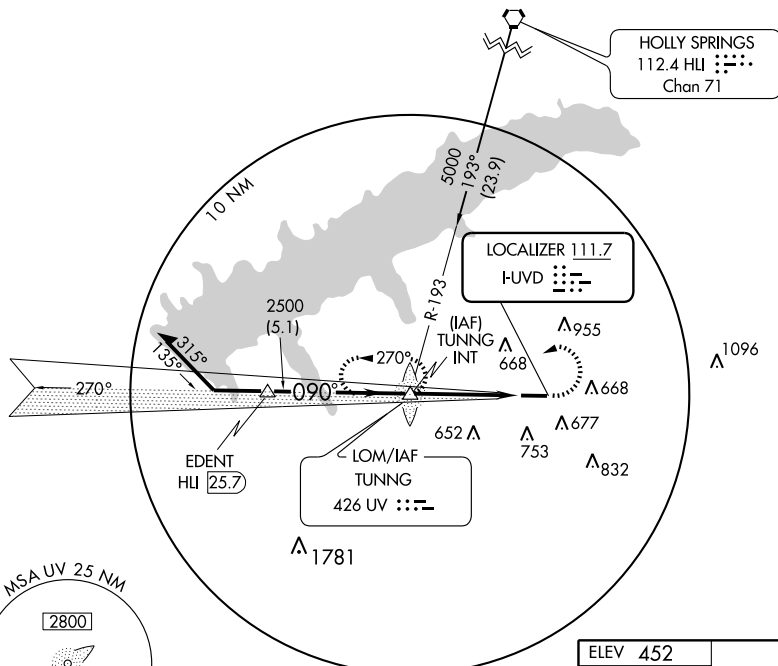 HOLLY SPRINGS
112.4 HLI
Chan 71
10 NM
5000
193°
(23.9)
LOCALIZER 111.7
I-UVD
R-193
(IAF)
TUNNG
INT
2500
(5.1)
955
1096
668
315°
135°
270°
270°
090°
668
677
652
753
832
EDENT
HLI 25.7
LOM/IAF
TUNNG
426 UV
1781
MSA UV 25 NM
2800
ELEV 452